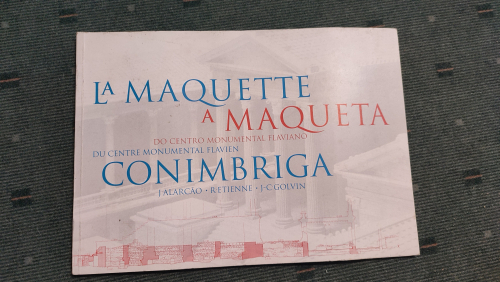 LA MAQUETTE
A MAQUETA
DO CENTRO MONUMENTAL FLAVIANO
DU CENTRE MONUMENTAL FLAVIEN
CONIMBRIGA
J ALARCÃO • R ETIENNE • J-C GOLVIN